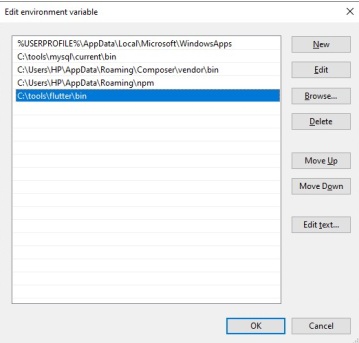 Edit environment variable
%USERPROFILE%\AppData\Local\Microsoft\WindowsApps
C:\tools\mysql\current\bin
C:\Users\HP\AppData\Roaming\Composer\vendor\bin
C:\Users\HP\AppData\Roaming\npm
C:\tools\flutter\bin
New
Edit
Browse...
Delete
Move Up
Move Down
Edit text...
OK
Cancel